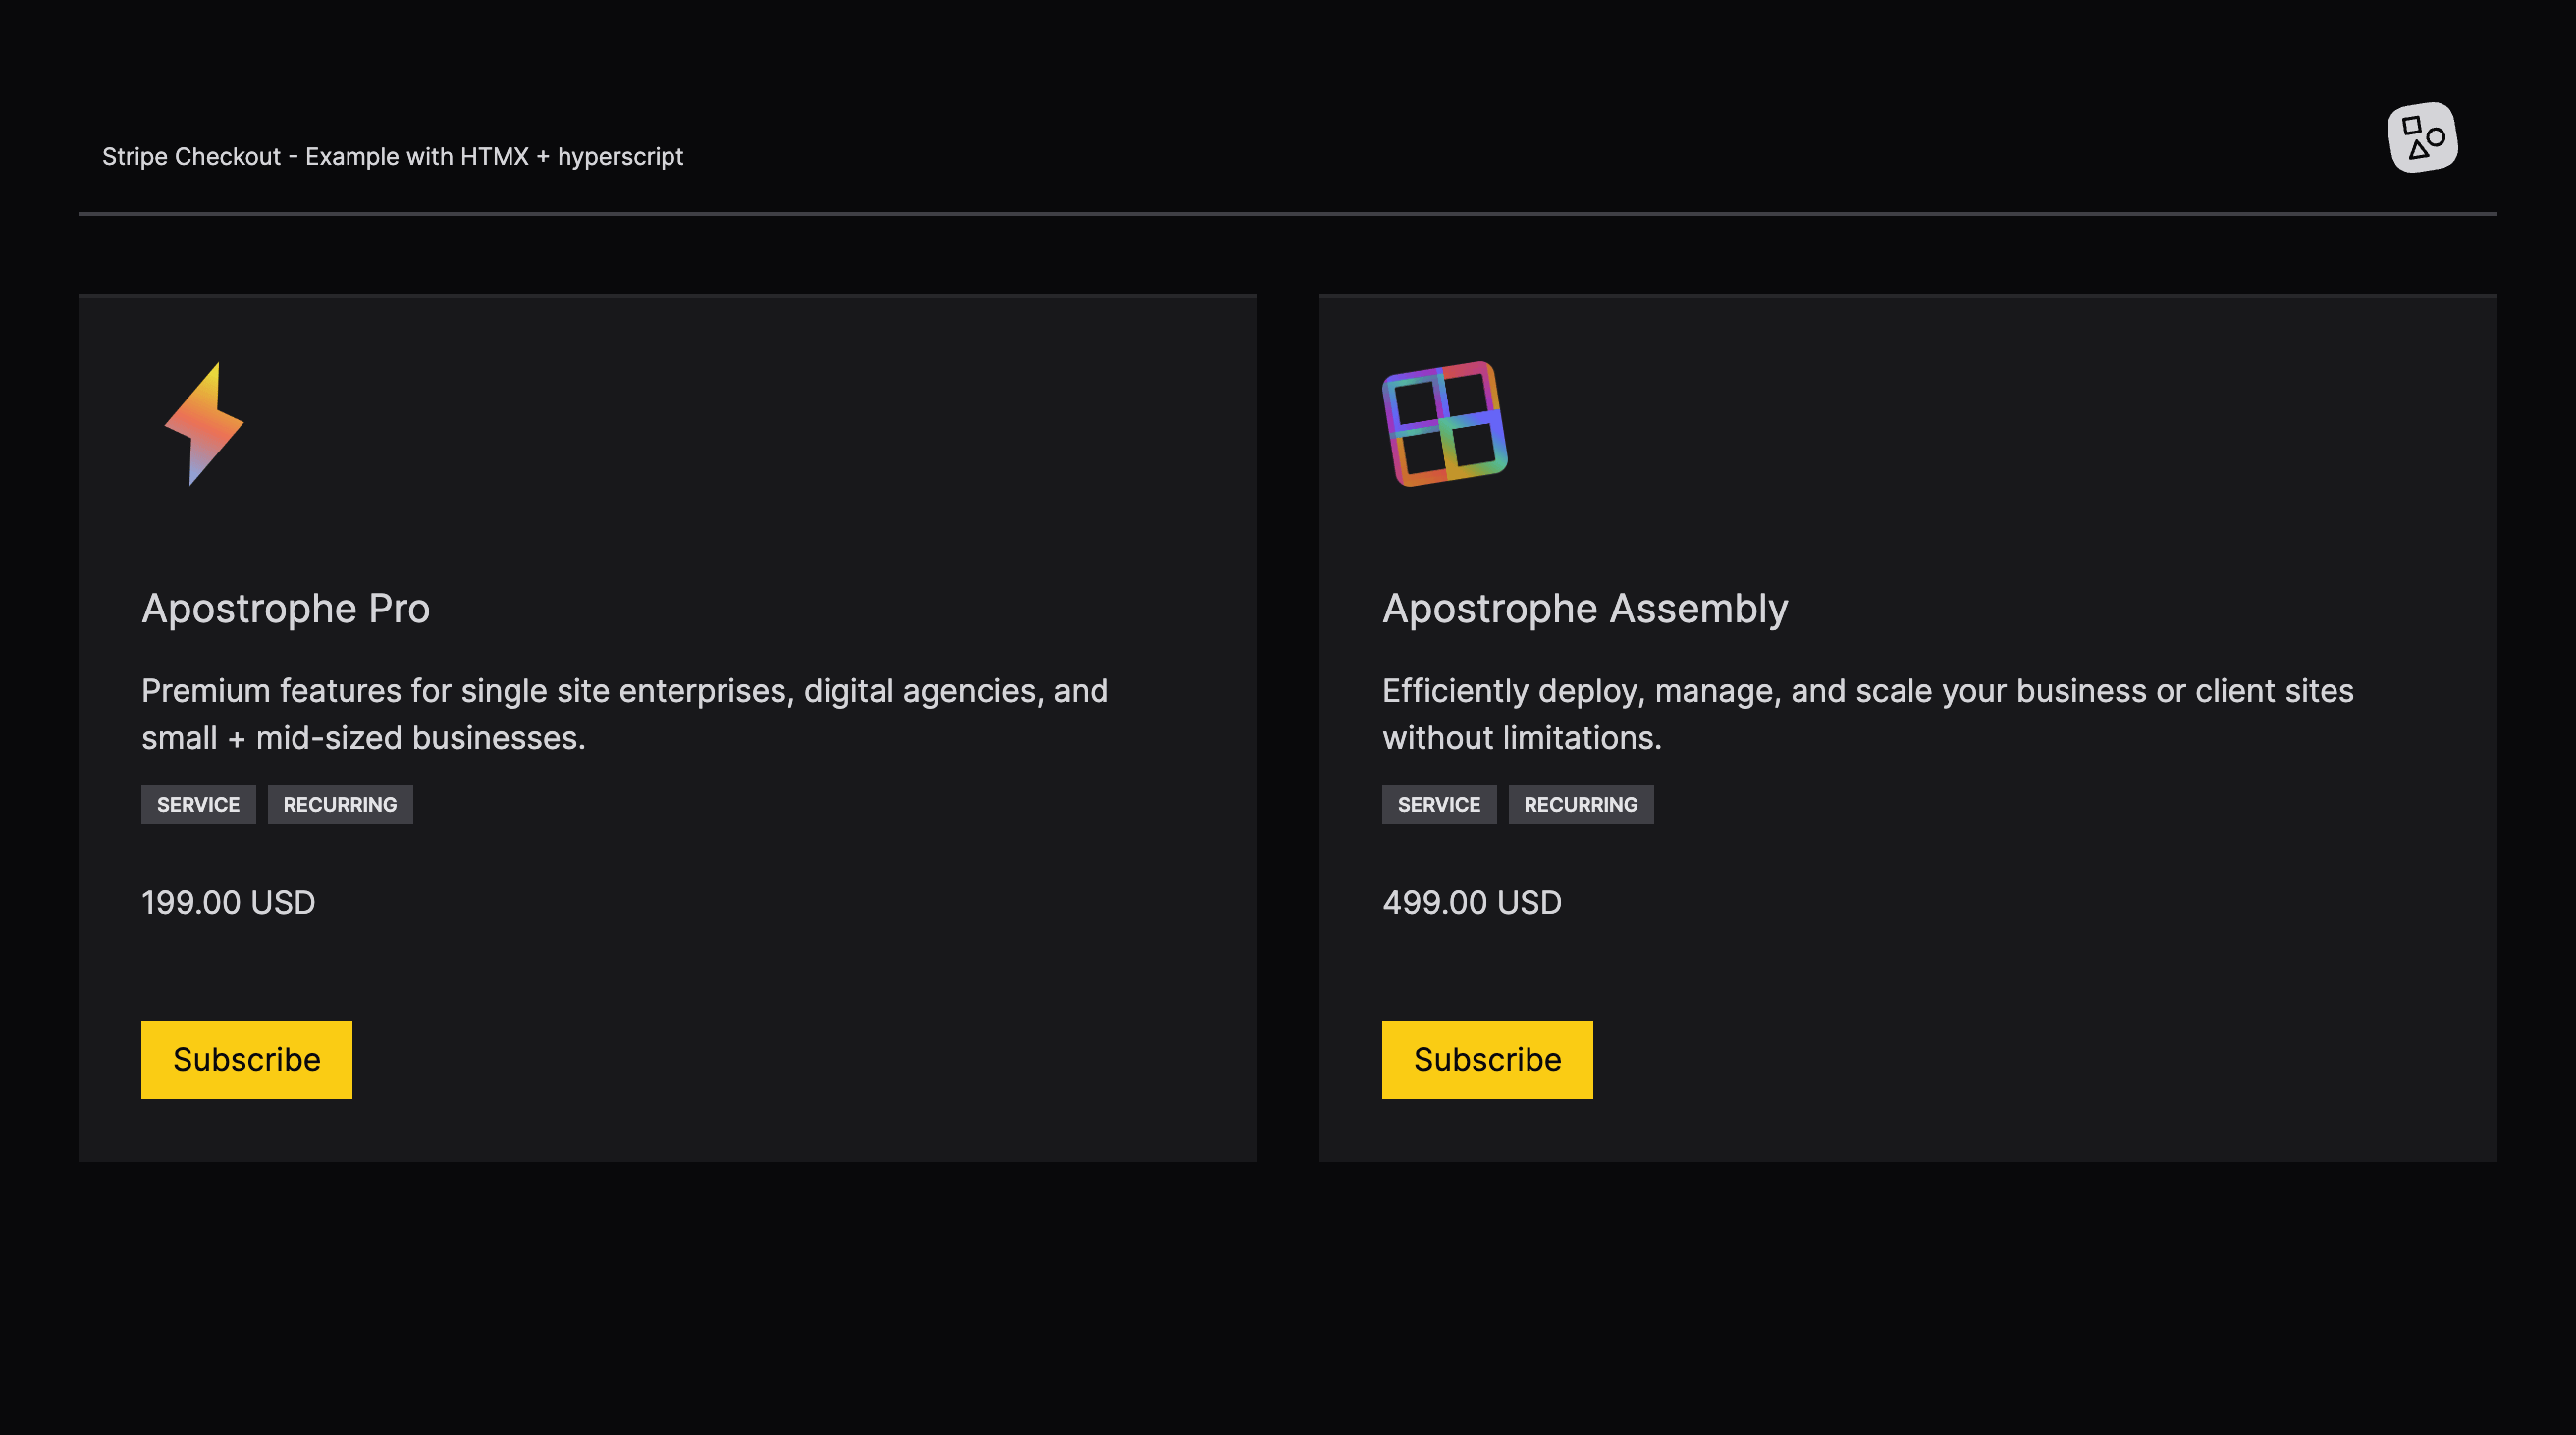 Stripe Checkout - Example with HTMX + hyperscript
Apostrophe Pro
Premium features for single site enterprises, digital agencies, and
small + mid-sized businesses.
SERVICE RECURRING
199.00 USD
Subscribe
Apostrophe Assembly
Efficiently deploy, manage, and scale your business or client sites
without limitations.
SERVICE RECURRING
499.00 USD
Subscribe